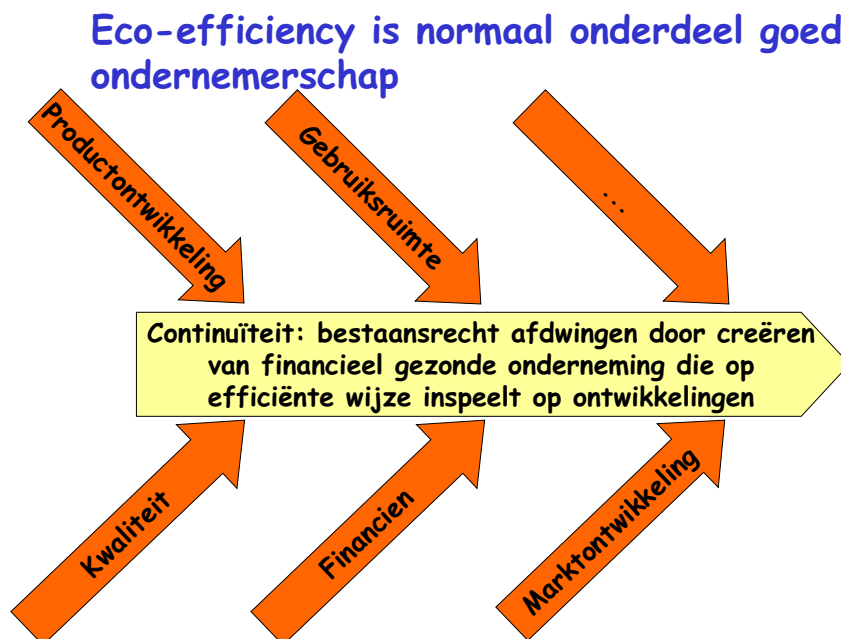 Eco-efficiency is normaal onderdeel goed
ondernemerschap
Productontwikkeling
Gebruiksruimte
...
Continuïteit: bestaansrecht afdwingen door creëren
van financieel gezonde onderneming die op
efficiënte wijze inspeelt op ontwikkelingen
Kwaliteit
Financien
Marktontwikkeling